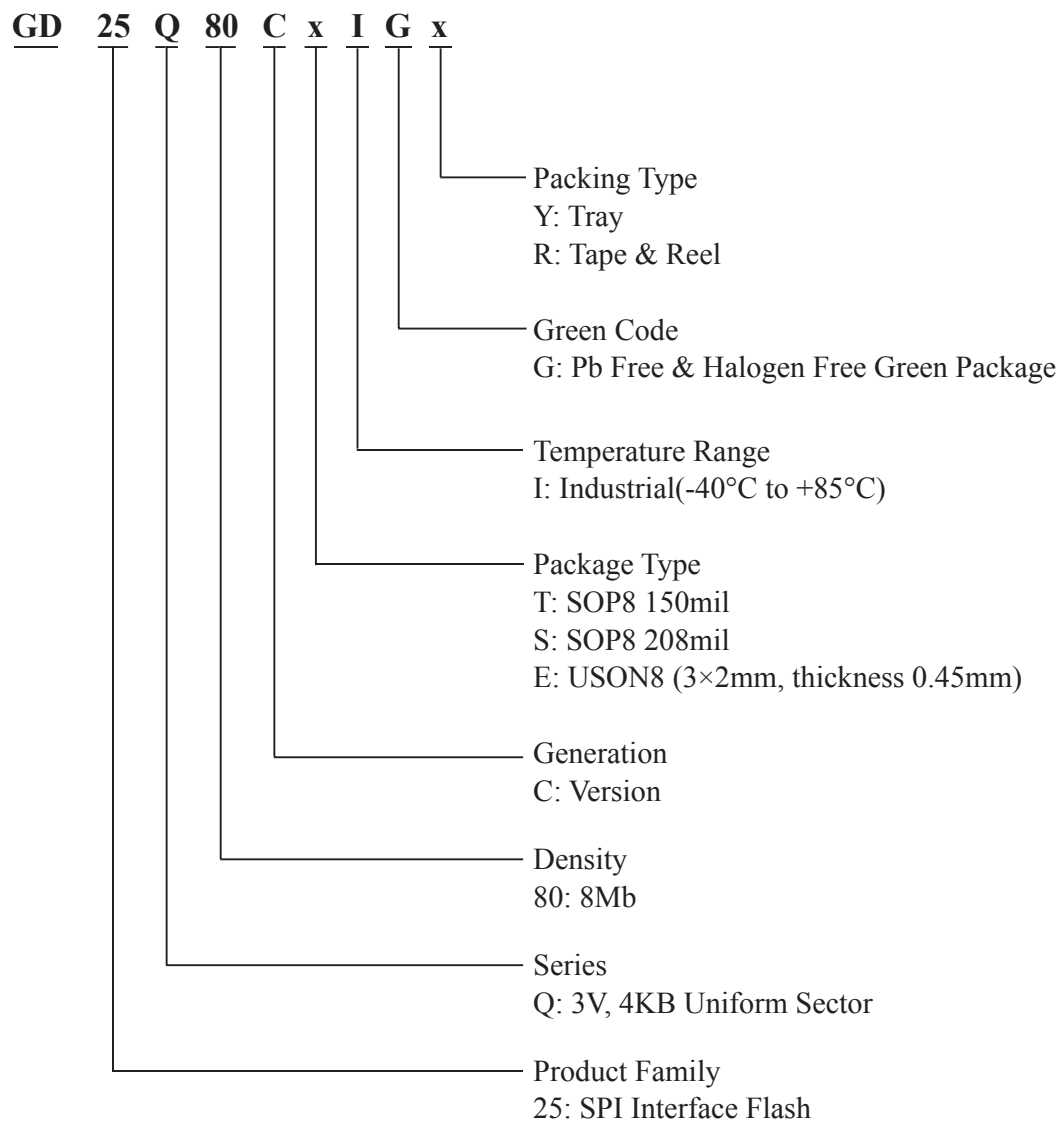 GD 25 Q 80 C x I G x
Packing Type
Y: Tray
R: Tape & Reel
Green Code
G: Pb Free & Halogen Free Green Package
Temperature Range
I: Industrial(-40°C to +85°C)
Package Type
T: SOP8 150mil
S: SOP8 208mil
E: USON8 (3×2mm, thickness 0.45mm)
Generation
C: Version
Density
80: 8Mb
Series
Q: 3V, 4KB Uniform Sector
Product Family
25: SPI Interface Flash